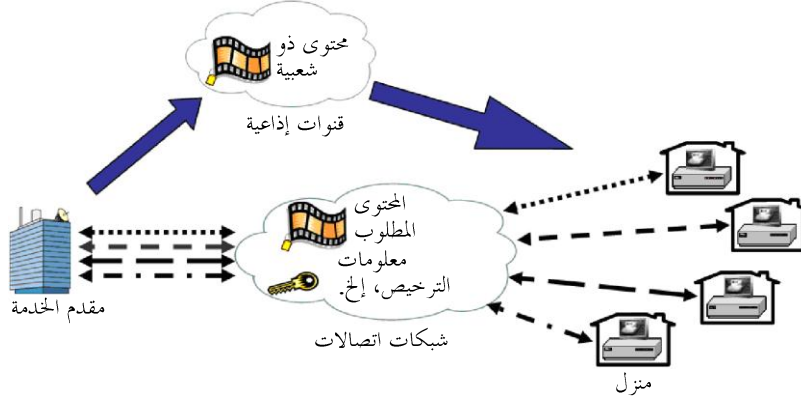 محتوى ذو
شعبية
قنوات إذاعية
المحتوى
المطلوب
معلومات
الترخيص، إلخ.
مقدم الخدمة
شبكات اتصالات
منزل